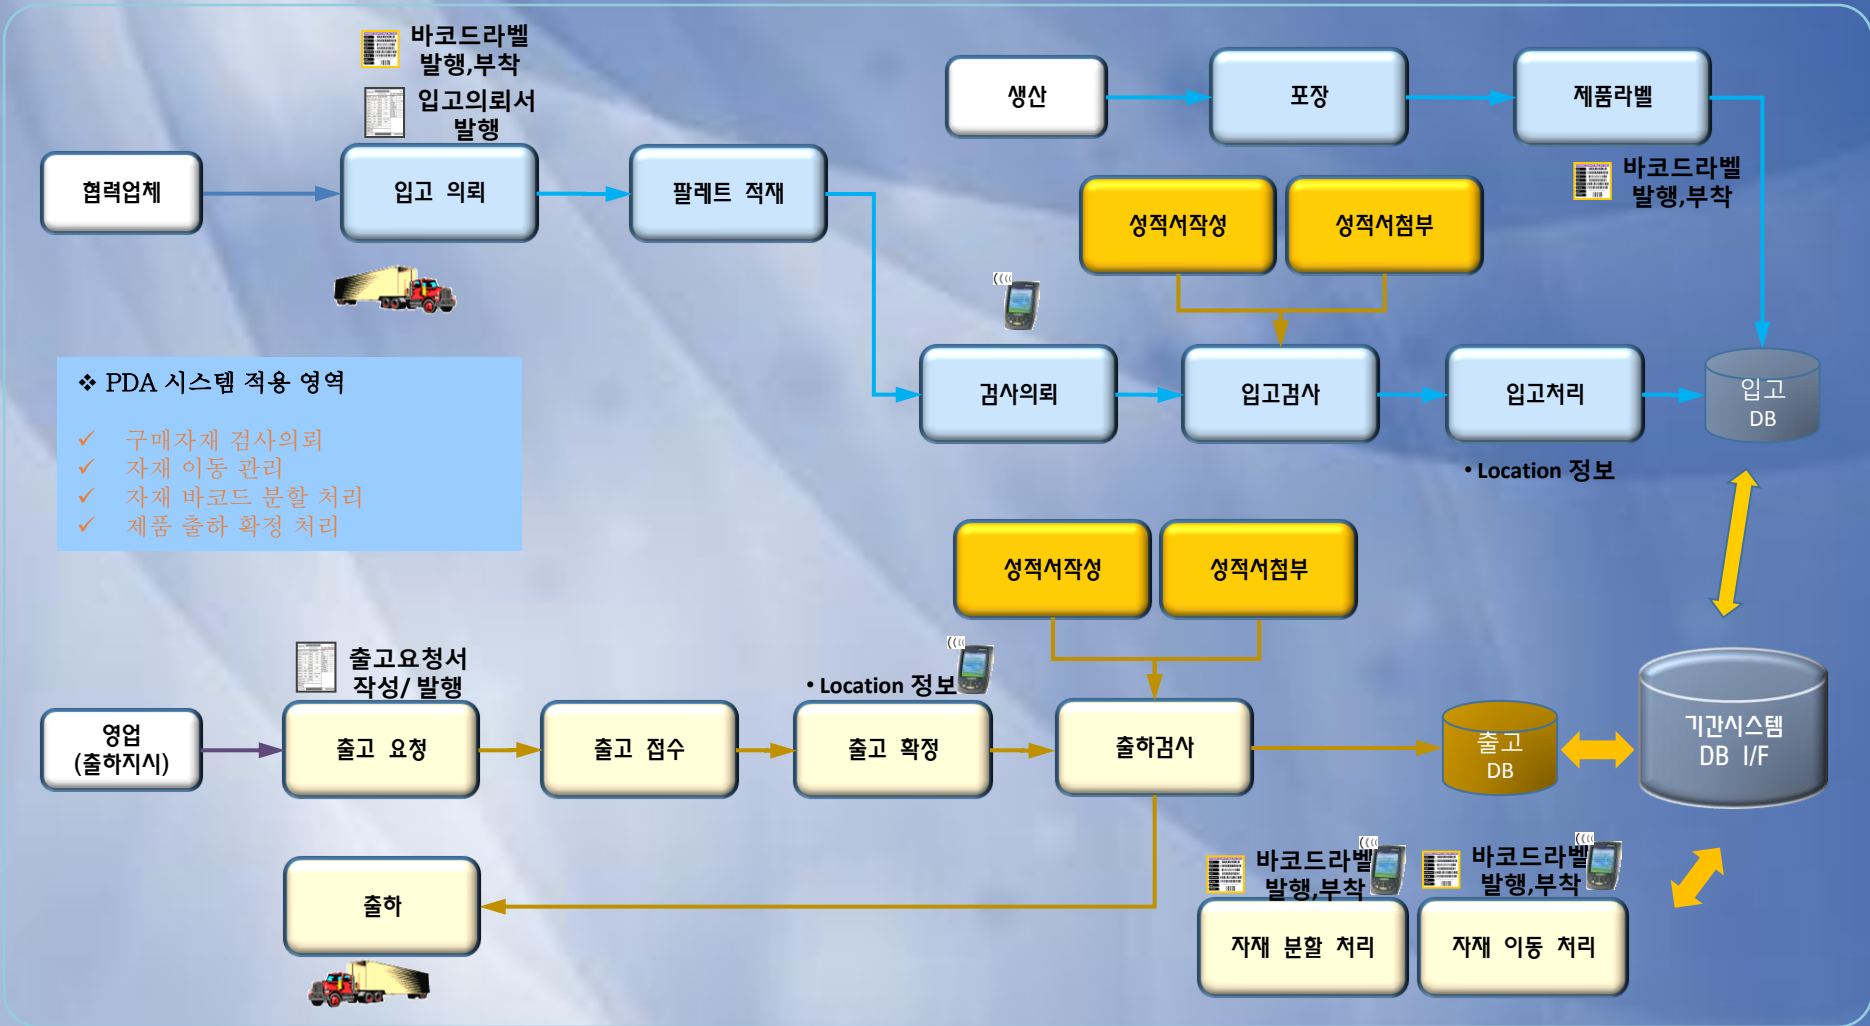 바코드라벨
발행,부착
입고의뢰서
발행
협력업체
입고 의뢰
팔레트 적재
생산
포장
제품라벨
바코드라벨
발행,부착
성적서작성
성적서첨부
검사의뢰
입고검사
입고처리
• Location 정보
입고
DB
❖ PDA 시스템 적용 영역
✓ 구매자재 검사의뢰
✓ 자재 이동 관리
✓ 자재 바코드 분할 처리
✓ 제품 출하 확정 처리
성적서작성
성적서첨부
출고요청서
작성/ 발행
• Location 정보
영업
(출하지시)
출고 요청
출고 접수
출고 확정
출하검사
출고
DB
기간시스템
DB I/F
출하
바코드라벨
발행,부착
자재 분할 처리
바코드라벨
발행,부착
자재 이동 처리